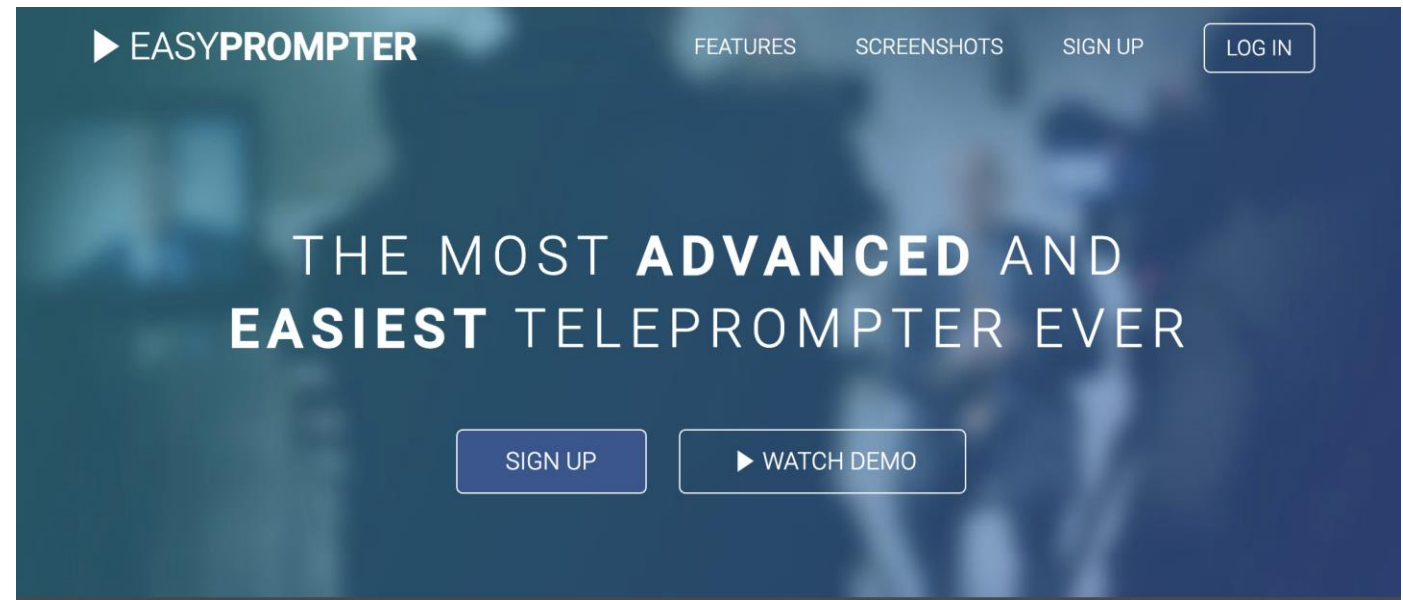 EASYPROMPTER
FEATURES SCREENSHOTS SIGN UP LOG IN
THE MOST ADVANCED AND
EASIEST TELEPROMPTER EVER
SIGN UP WATCH DEMO